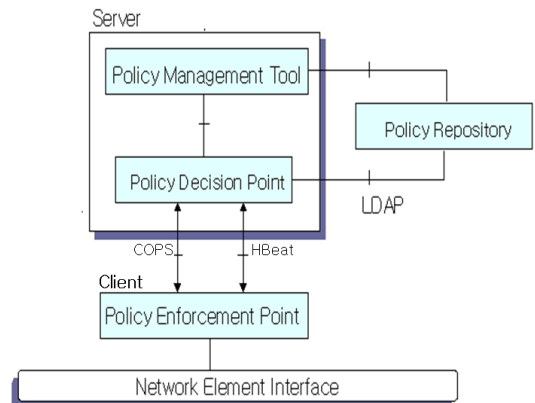 Server
Policy Management Tool
Policy Repository
Policy Decision Point
LDAP
COPS
HBeat
Client
Policy Enforcement Point
Network Element Interface